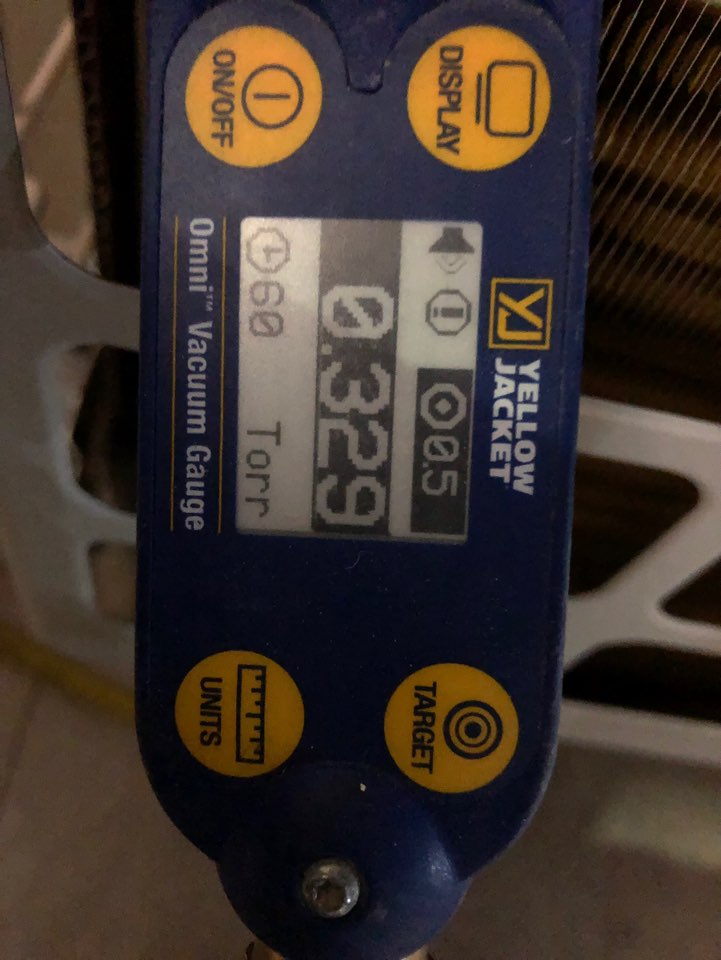 YELLOW
JACKET
0.5
0.329
60 Torr
Omni™ Vacuum Gauge
DISPLAY
ON/OFF
TARGET
UNITS